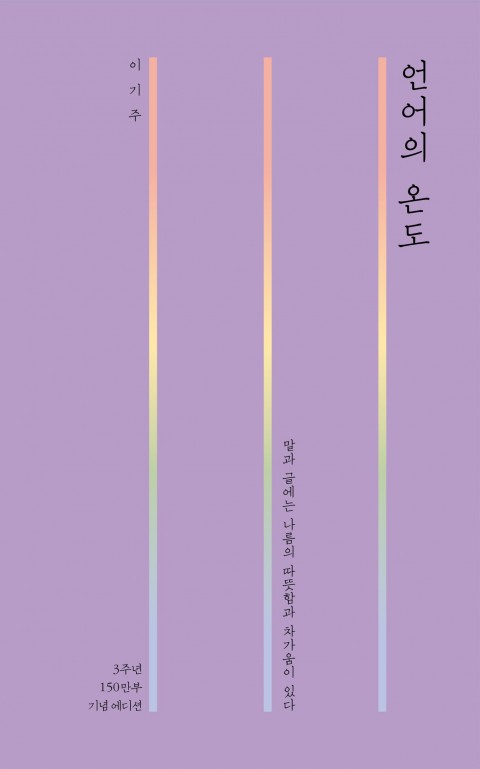 언어의 온도
말과 글에는 나름의 따뜻함과 차가움이 있다
이기주
3주년
150만부
기념 에디션